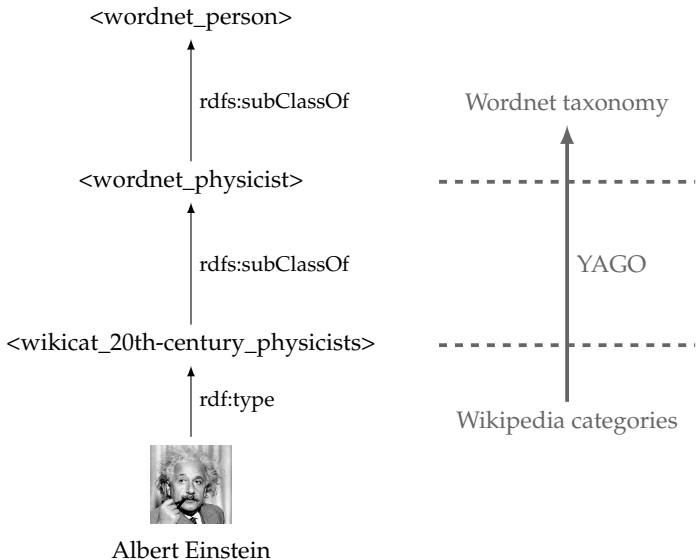 <wordnet_person>
rdfs:subClassOf
Wordnet taxonomy
<wordnet_physicist>
rdfs:subClassOf
YAGO
<wikicat_20th-century_physicists>
rdf:type
Wikipedia categories
Albert Einstein